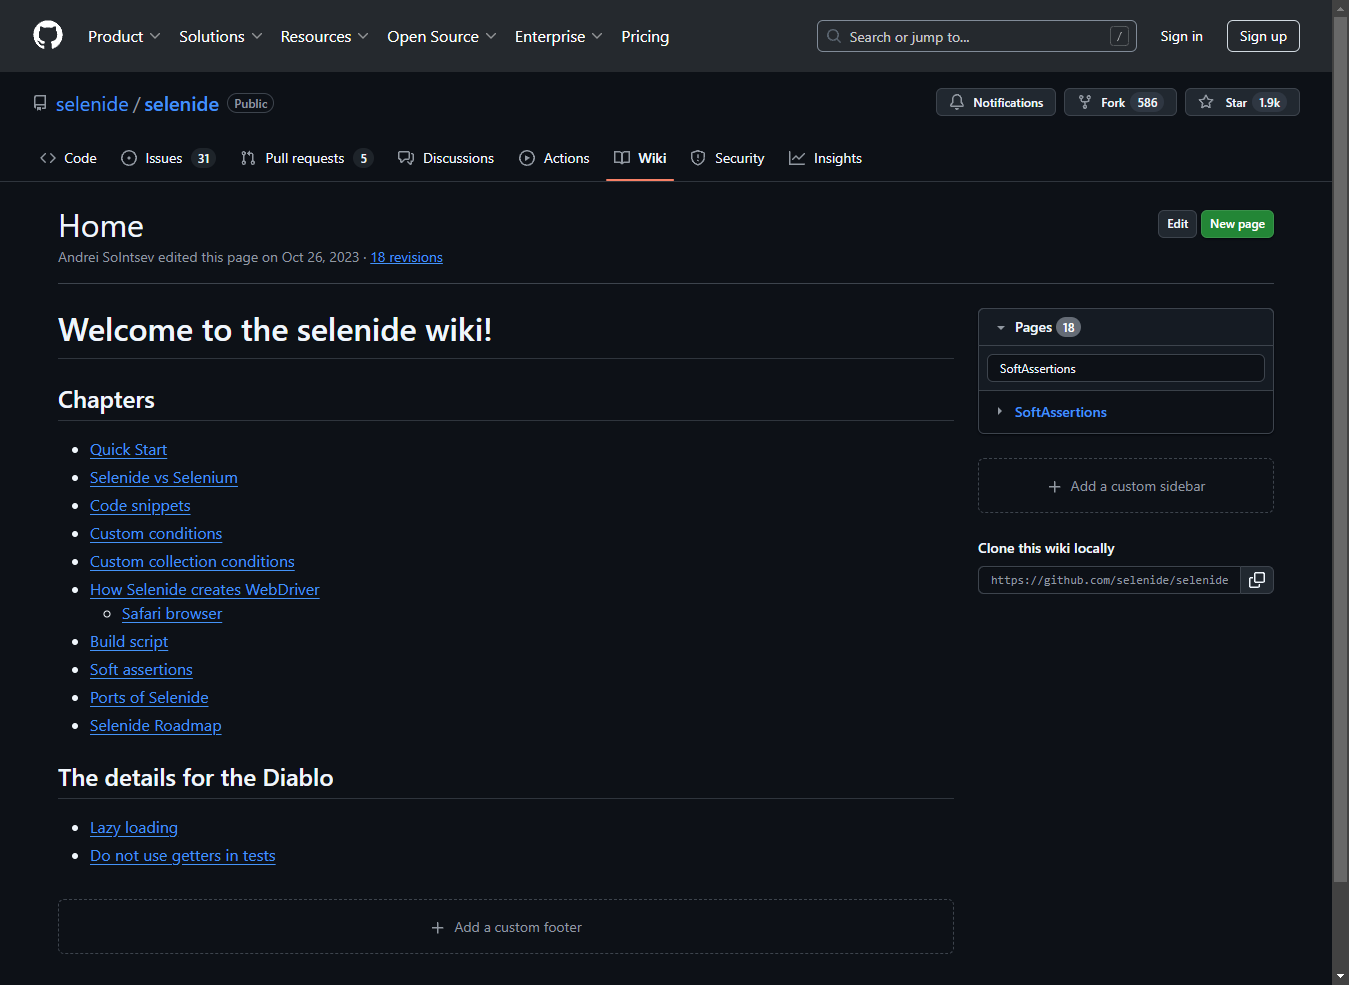 Product Solutions Resources Open Source Enterprise Pricing Search or jump to... / Sign in Sign up
selenide / selenide Public Notifications Fork 586 Star 1.9k
Code Issues 31 Pull requests 5 Discussions Actions Wiki Security Insights
Home
Edit New page
Andrei Solntsev edited this page on Oct 26, 2023 · 18 revisions
Welcome to the selenide wiki!
Chapters
Quick Start
Selenide vs Selenium
Code snippets
Custom conditions
Custom collection conditions
How Selenide creates WebDriver
Safari browser
Build script
Soft assertions
Ports of Selenide
Selenide Roadmap
The details for the Diablo
Lazy loading
Do not use getters in tests
Add a custom footer
Pages 18
SoftAssertions
SoftAssertions
Add a custom sidebar
Clone this wiki locally
https://github.com/selenide/selenide